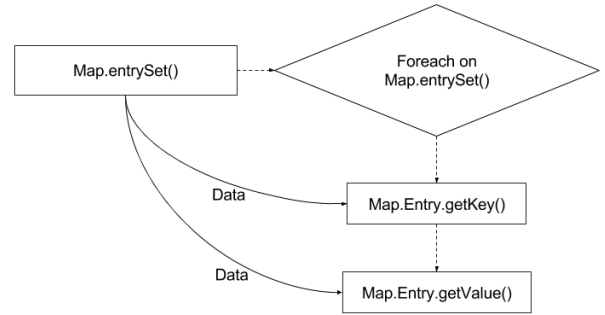 Map.entrySet()
Foreach on
Map.entrySet()
Data
Map.Entry.getKey()
Data
Map.Entry.getValue()